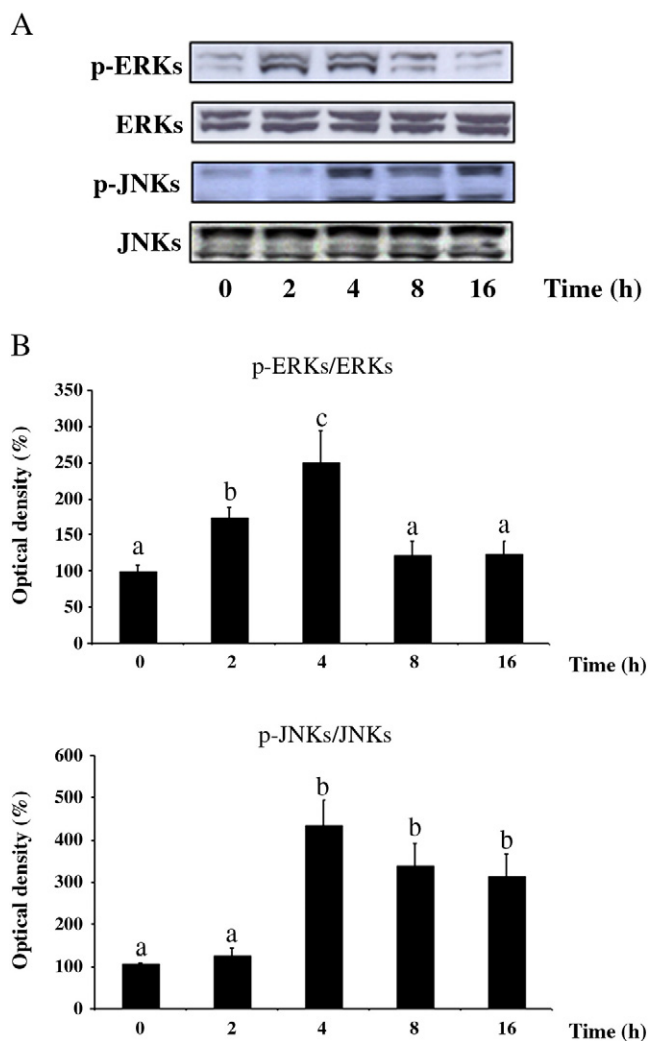 A
p-ERKs
ERKs
p-JNKs
JNKs
0 2 4 8 16 Time (h)
B
p-ERKs/ERKs
Optical density (%)
350
300
250
200
150
100
50
0
a b c a a
0 2 4 8 16 Time (h)
p-JNKs/JNKs
Optical density (%)
600
500
400
300
200
100
0
a a b b b
0 2 4 8 16 Time (h)